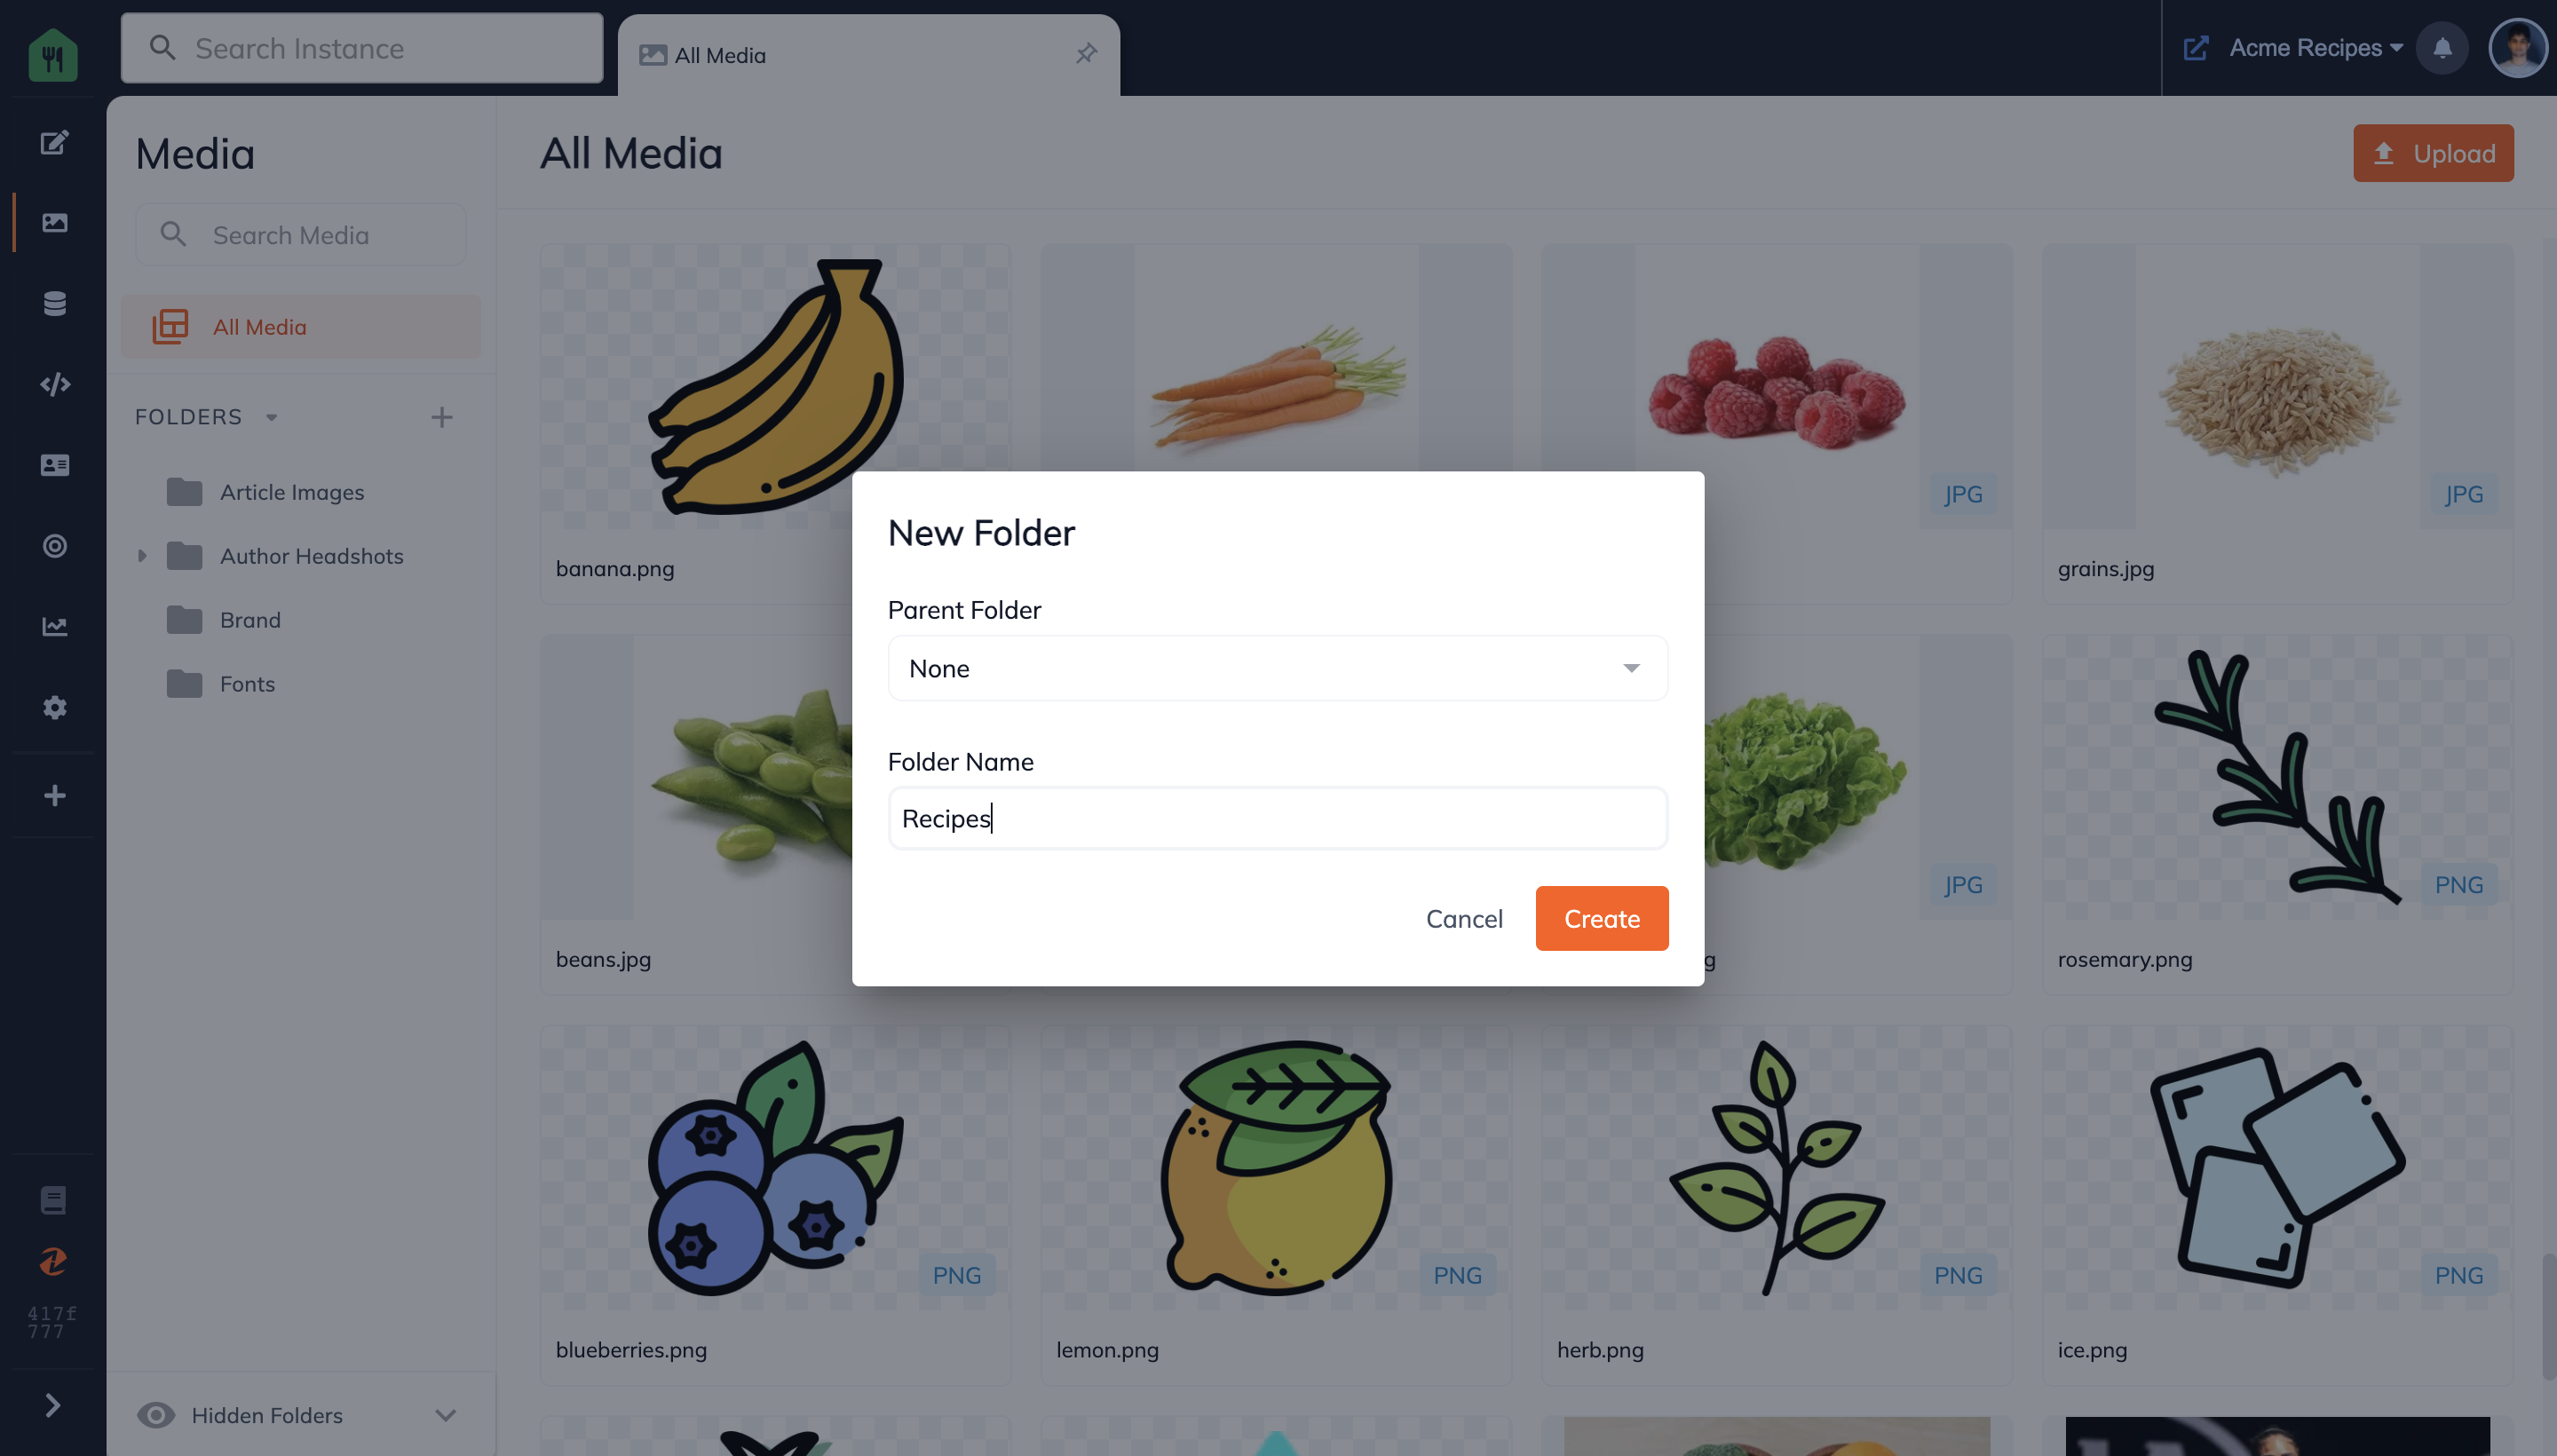 Search Instance
All Media
Acme Recipes
Media
Search Media
All Media
FOLDERS
Article Images
Author Headshots
Brand
Fonts
417f
777
Hidden Folders
All Media
Upload
JPG
JPG
banana.png
grains.jpg
JPG
PNG
beans.jpg
g
rosemary.png
PNG
PNG
PNG
PNG
blueberries.png
lemon.png
herb.png
ice.png
New Folder
Parent Folder
None
Folder Name
Recipes
Cancel
Create